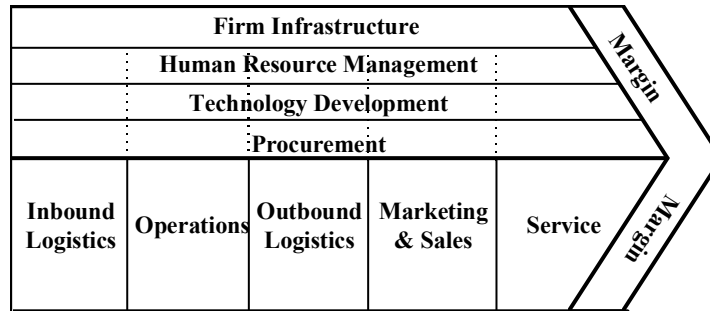 Firm Infrastructure
Human Resource Management
Technology Development
Procurement
Margin
Inbound
Logistics
Operations
Outbound
Logistics
Marketing
& Sales
Service
Margin